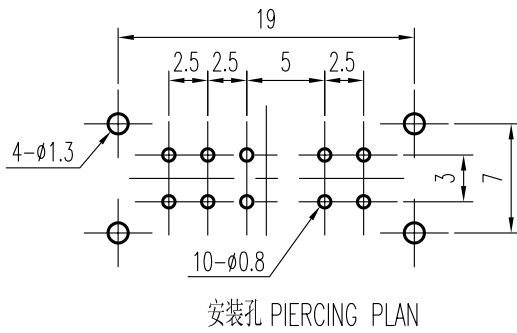 19
2.5 2.5 5 2.5
4-ø1.3
3
7
10-ø0.8
安装孔 PIERCING PLAN